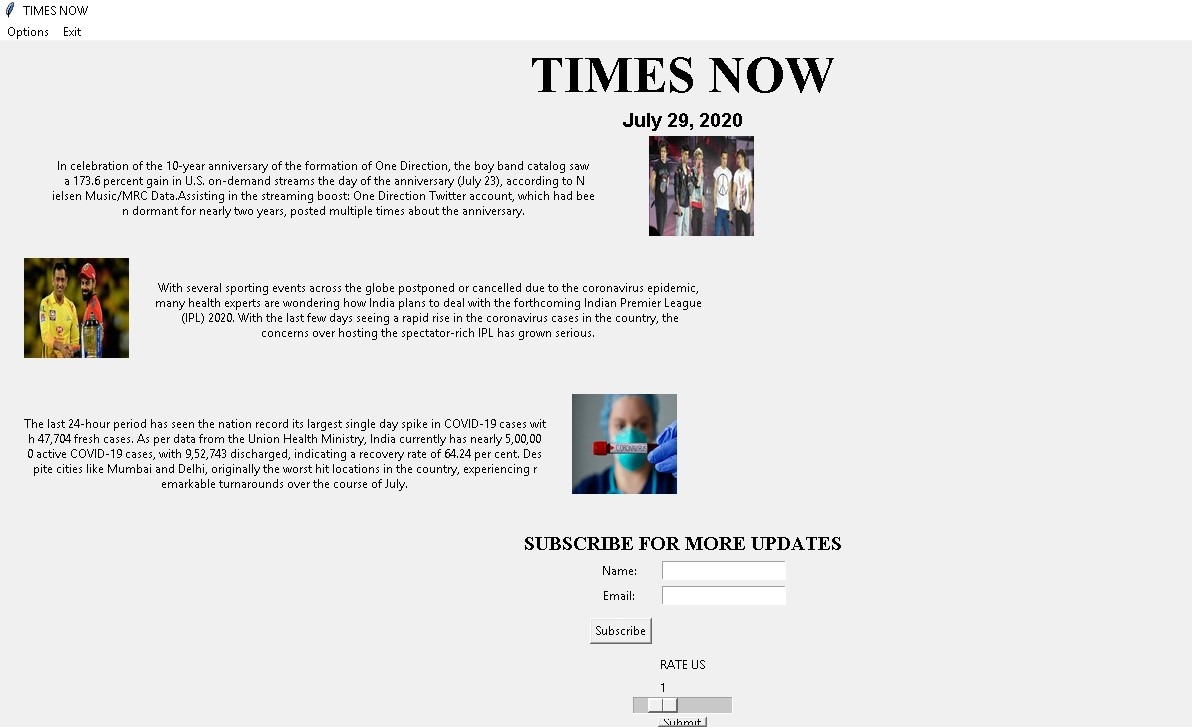 TIMES NOW
Options Exit
TIMES NOW
July 29, 2020
In celebration of the 10-year anniversary of the formation of One Direction, the boy band catalog saw
a 173.6 percent gain in U.S. on-demand streams the day of the anniversary (July 23), according to N
ielsen Music/MRC Data.Assisting in the streaming boost: One Direction Twitter account, which had bee
n dormant for nearly two years, posted multiple times about the anniversary.
With several sporting events across the globe postponed or cancelled due to the coronavirus epidemic,
many health experts are wondering how India plans to deal with the forthcoming Indian Premier League
(IPL) 2020. With the last few days seeing a rapid rise in the coronavirus cases in the country, the
concerns over hosting the spectator-rich IPL has grown serious.
The last 24-hour period has seen the nation record its largest single day spike in COVID-19 cases wit
h 47,704 fresh cases. As per data from the Union Health Ministry, India currently has nearly 5,00,00
0 active COVID-19 cases, with 9,52,743 discharged, indicating a recovery rate of 64.24 per cent. Des
pite cities like Mumbai and Delhi, originally the worst hit locations in the country, experiencing r
emarkable turnarounds over the course of July.
CORONAVIRUS
SUBSCRIBE FOR MORE UPDATES
Name:
Email:
Subscribe
RATE US
1
Submit